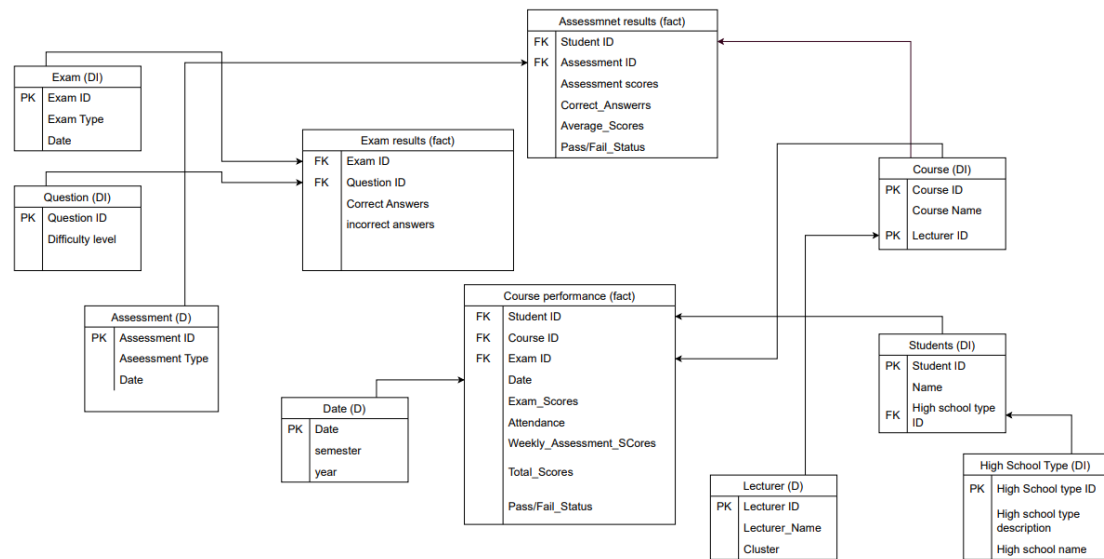 Assessmnet results (fact)
FK Student ID
FK Assessment ID
Assessment scores
Correct_Answerrs
Average_Scores
Pass/Fail_Status
Exam (DI)
PK Exam ID
Exam Type
Date
Exam results (fact)
FK Exam ID
FK Question ID
Correct Answers
incorrect answers
Course (DI)
PK Course ID
Course Name
PK Lecturer ID
Question (DI)
PK Question ID
Difficulty level
Course performance (fact)
FK Student ID
FK Course ID
FK Exam ID
Date
Exam_Scores
Attendance
Weekly_Assessment_SCores
Total_Scores
Pass/Fail_Status
Assessment (D)
PK Assessment ID
Aseessment Type
Date
Students (DI)
PK Student ID
Name
FK High school type
ID
Date (D)
PK Date
semester
year
High School Type (DI)
PK High School type ID
High school type
description
High school name
Lecturer (D)
PK Lecturer ID
Lecturer_Name
Cluster